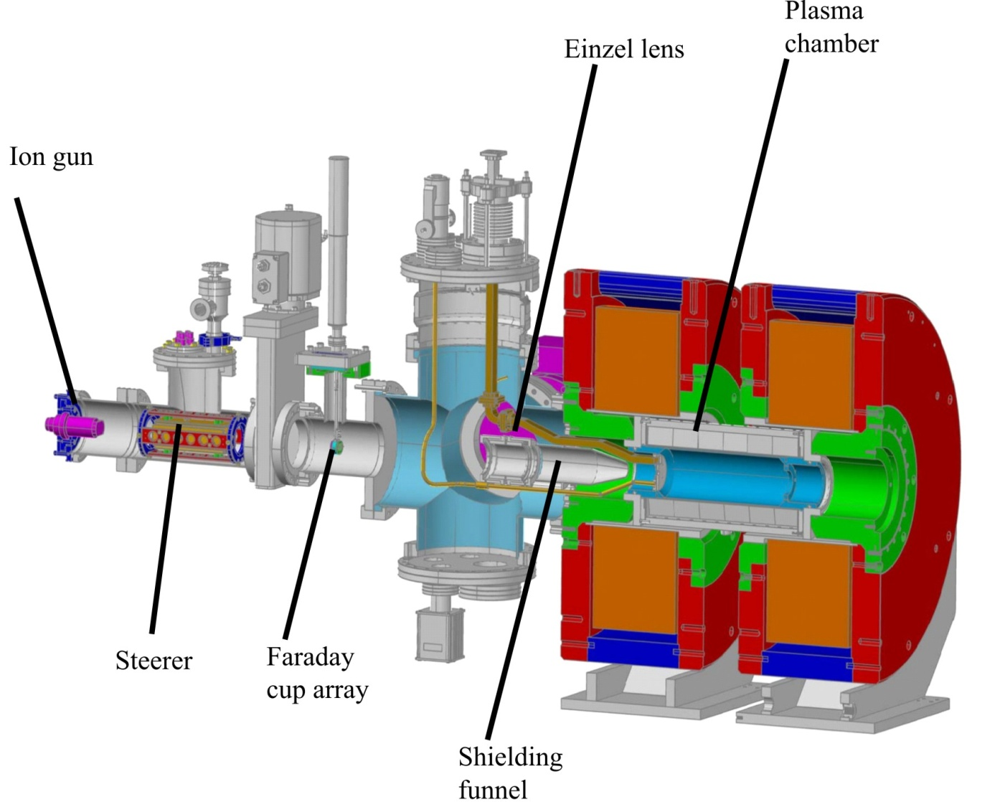 Plasma
chamber
Einzel lens
Ion gun
Steerer
Faraday
cup array
Shielding
funnel